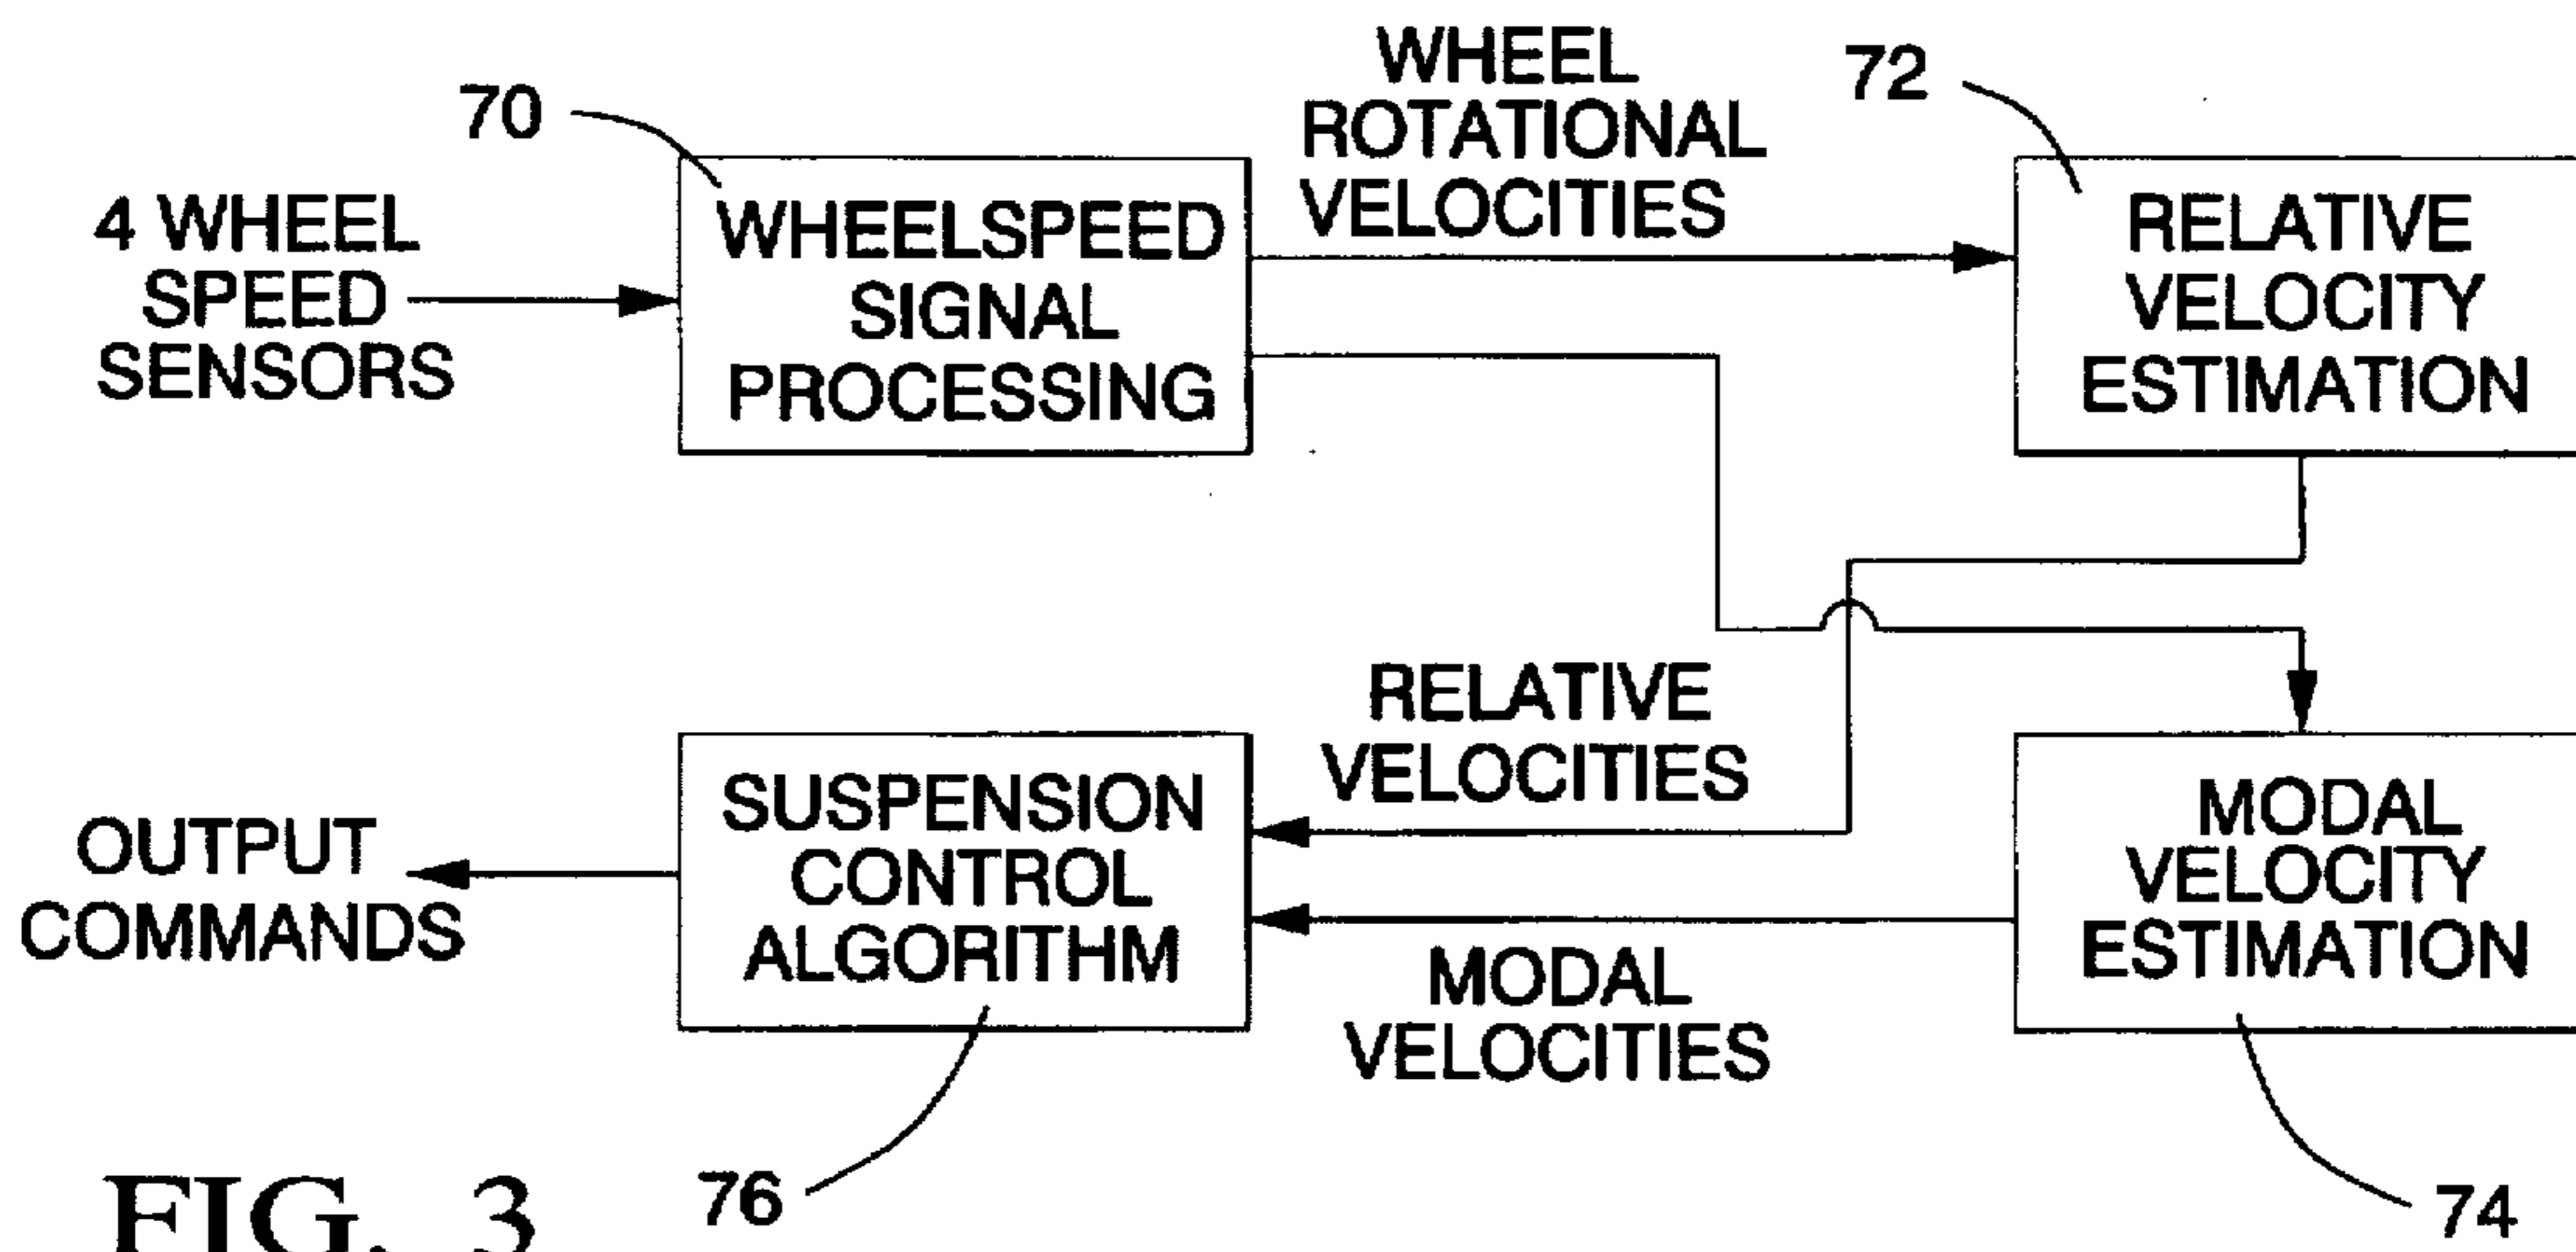 70
4 WHEEL
SPEED
SENSORS
WHEELSPEED
SIGNAL
PROCESSING
WHEEL
ROTATIONAL
VELOCITIES
72
RELATIVE
VELOCITY
ESTIMATION
OUTPUT
COMMANDS
SUSPENSION
CONTROL
ALGORITHM
RELATIVE
VELOCITIES
MODAL
VELOCITIES
MODAL
VELOCITY
ESTIMATION
76
74
FIG. 3